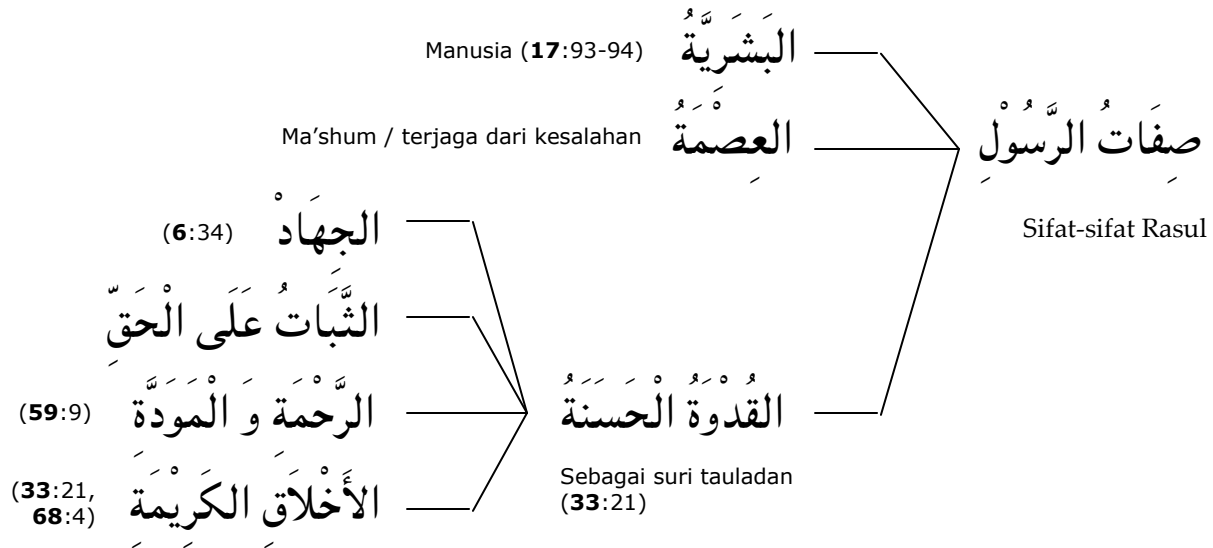 البَشَرِيَّةُ
Manusia (17:93-94)
العِصْمَةُ
Ma’shum / terjaga dari kesalahan
صِفَاتُ الرَّسُوْلِ
Sifat-sifat Rasul
الجِهَادْ
(6:34)
الثَّبَاتُ عَلَى الْحَقِّ
الرَّحْمَةِ وَ الْمَوَدَّةِ
(59:9)
القُدْوَةُ الْحَسَنَةُ
Sebagai suri tauladan
(33:21)
الأَخْلاَقِ الكَرِيْمَةِ
(33:21,
68:4)